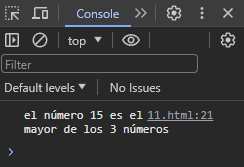 Console
top
Filter
Default levels No Issues
el número 15 es el 11.html:21
mayor de los 3 números